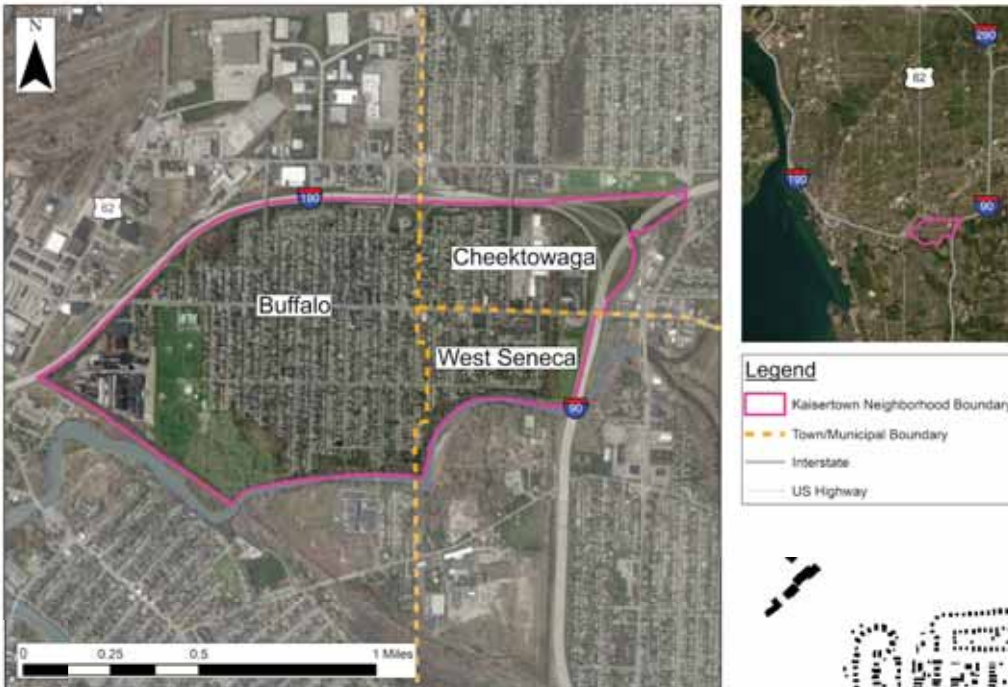 N
62
190
Cheektowaga
Buffalo
West Seneca
90
0 0.25 0.5 1 Miles
290
62
190
90
Legend
Kaisertown Neighborhood Boundary
Town/Municipal Boundary
Interstate
US Highway